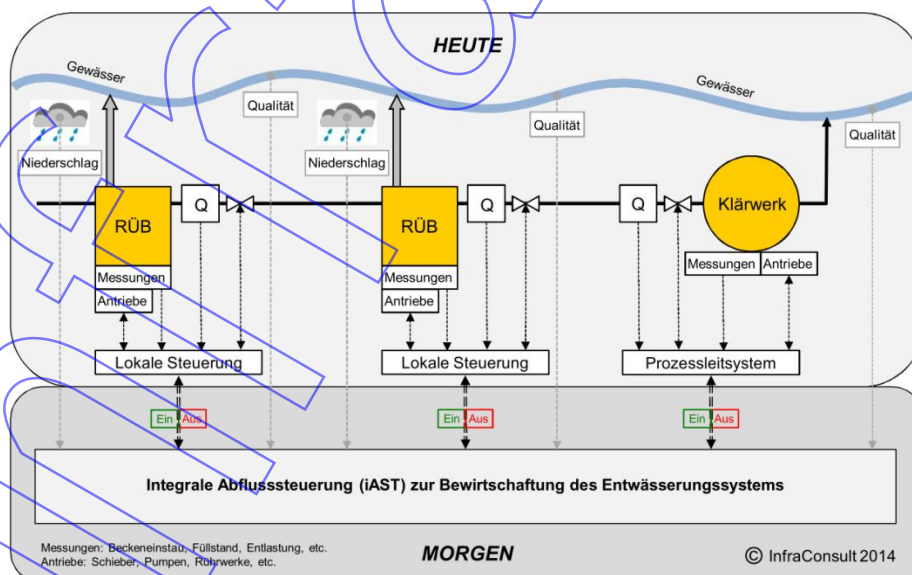 HEUTE
Gewässer
Gewässer
Qualität
Qualität
Qualität
Niederschlag
Niederschlag
RÜB
Q
RÜB
Q
Q
Klärwerk
Messungen
Antriebe
Messungen
Antriebe
Messungen
Antriebe
Lokale Steuerung
Lokale Steuerung
Prozessleitsystem
Ein Aus
Ein Aus
Ein Aus
Integrale Abflusssteuerung (iAST) zur Bewirtschaftung des Entwässerungssystems
Messungen: Beckeneinstau, Füllstand, Entlastung, etc.
Antriebe: Schieber, Pumpen, Rührwerke, etc.
MORGEN
© InfraConsult 2014